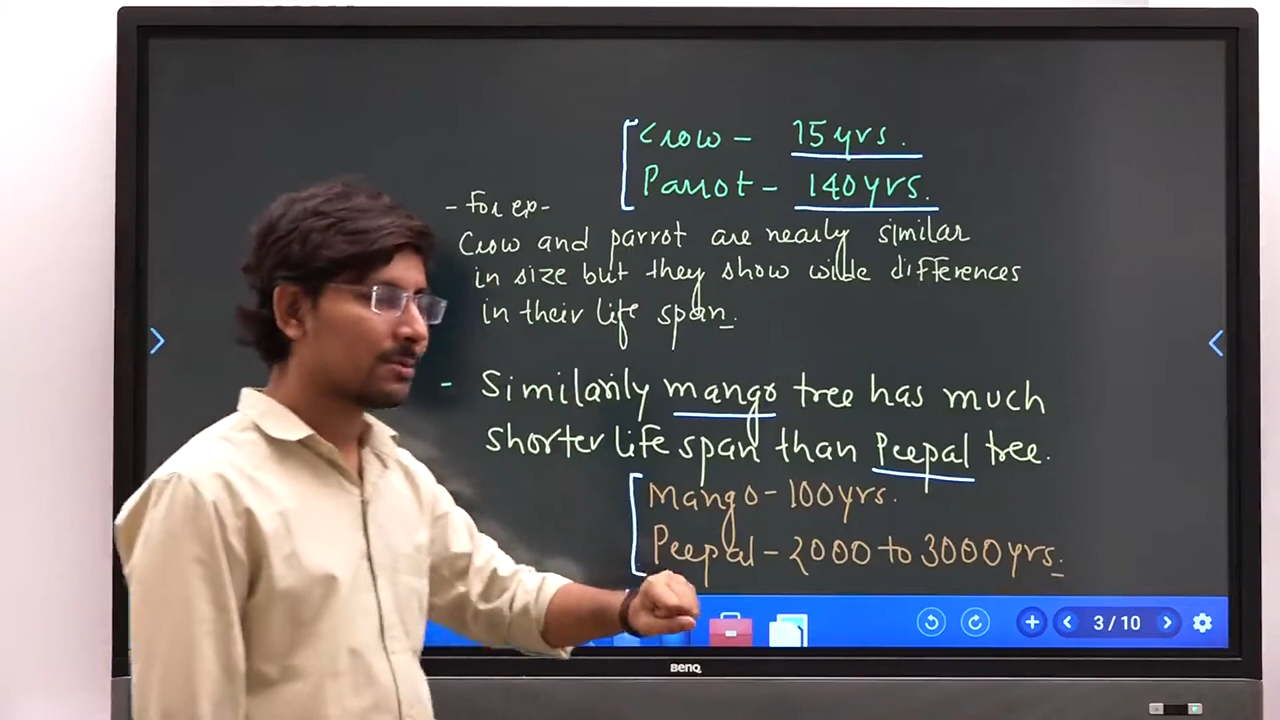 Crow - 15 yrs.
Parrot - 140 yrs.
- For ex -
Crow and parrot are nearly similar
in size but they show wide differences
in their life span.
- Similarily mango tree has much
shorter life span than Peepal tree.
Mango - 100 yrs.
Peepal - 2000 to 3000 yrs.
3 / 10
BenQ